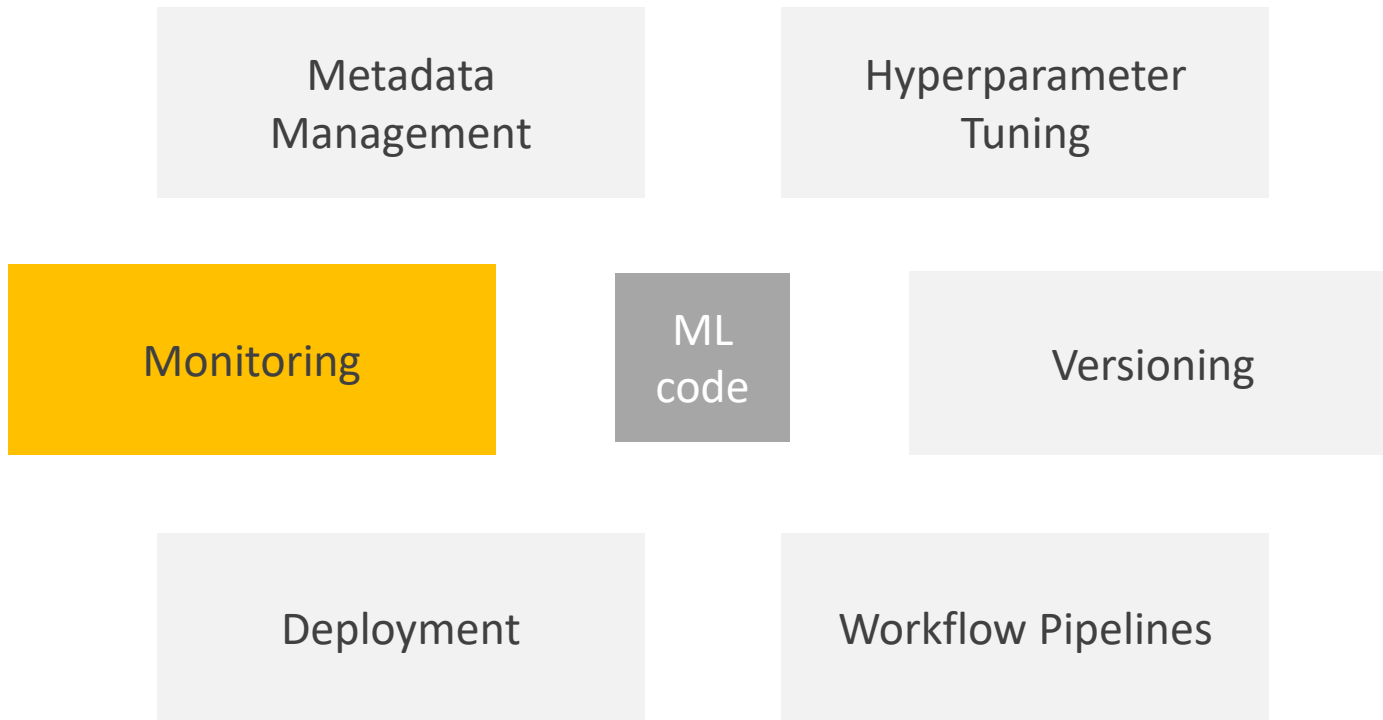 Metadata
Management
Hyperparameter
Tuning
Monitoring
ML
code
Versioning
Deployment
Workflow Pipelines